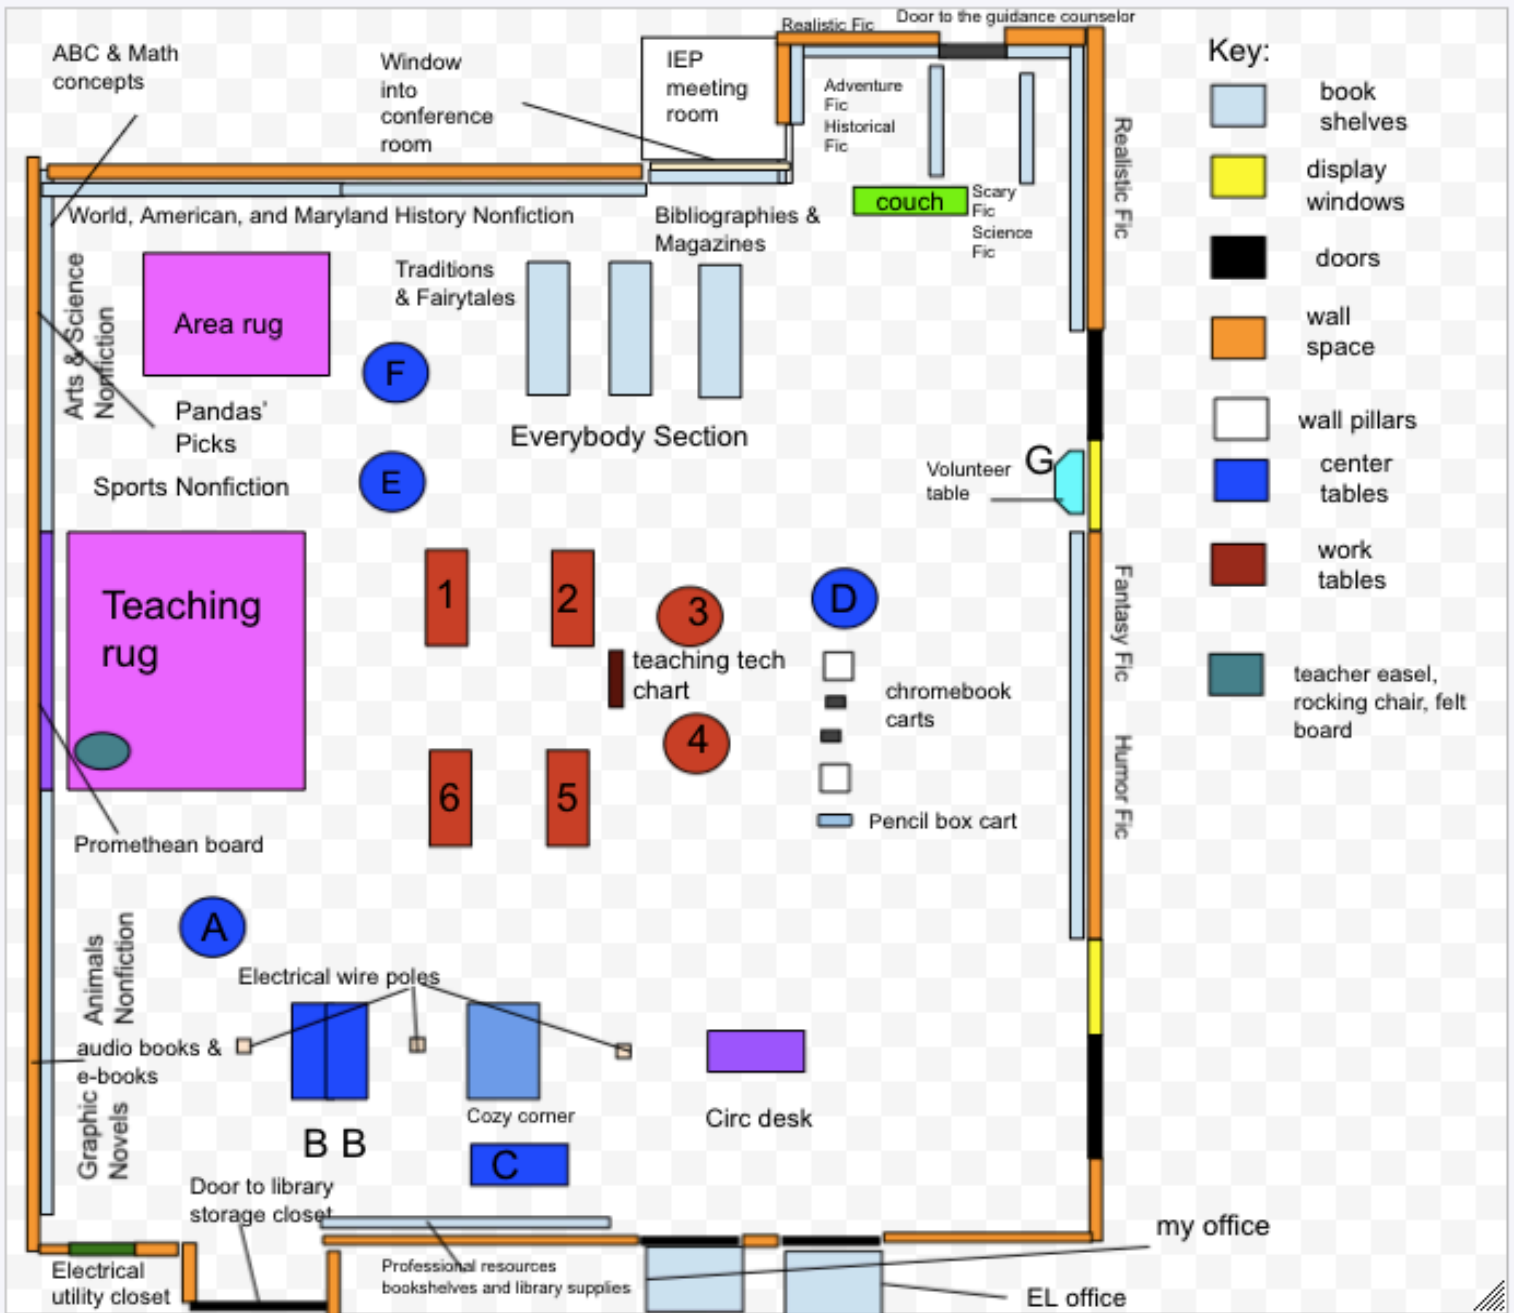 Realistic Fic
Door to the guidance counselor
ABC & Math
concepts
Window
into
conference
room
IEP
meeting
room
Adventure
Fic
Historical
Fic
Realistic Fic
couch
Scary
Fic
Science
Fic
World, American, and Maryland History Nonfiction
Bibliographies &
Magazines
Arts & Science
Nonfiction
Area rug
Traditions
& Fairytales
F
Pandas'
Picks
Everybody Section
E
Sports Nonfiction
Volunteer
table
G
Teaching
rug
1
2
3
D
Fantasy Fic
teaching tech
chart
chromebook
carts
4
6
5
Humor Fic
Pencil box cart
Promethean board
A
Animals
Nonfiction
Electrical wire poles
audio books &
e-books
Graphic
Novels
B B
Cozy corner
C
Circ desk
Door to library
storage closet
Electrical
utility closet
Professional resources
bookshelves and library supplies
my office
EL office
Key:
book
shelves
display
windows
doors
wall
space
wall pillars
center
tables
work
tables
teacher easel,
rocking chair, felt
board